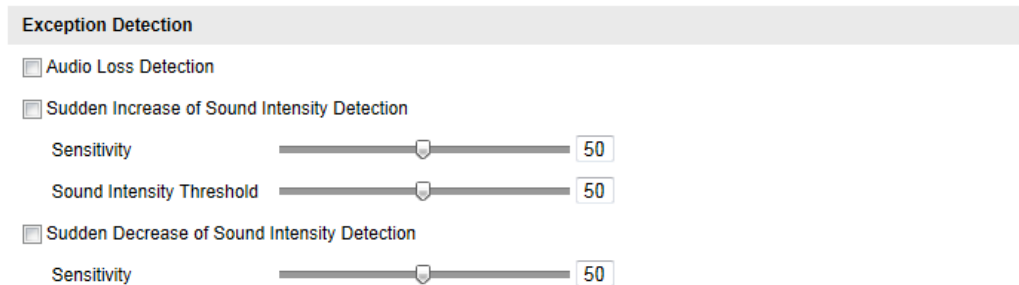 Exception Detection
Audio Loss Detection
Sudden Increase of Sound Intensity Detection
Sensitivity 50
Sound Intensity Threshold 50
Sudden Decrease of Sound Intensity Detection
Sensitivity 50